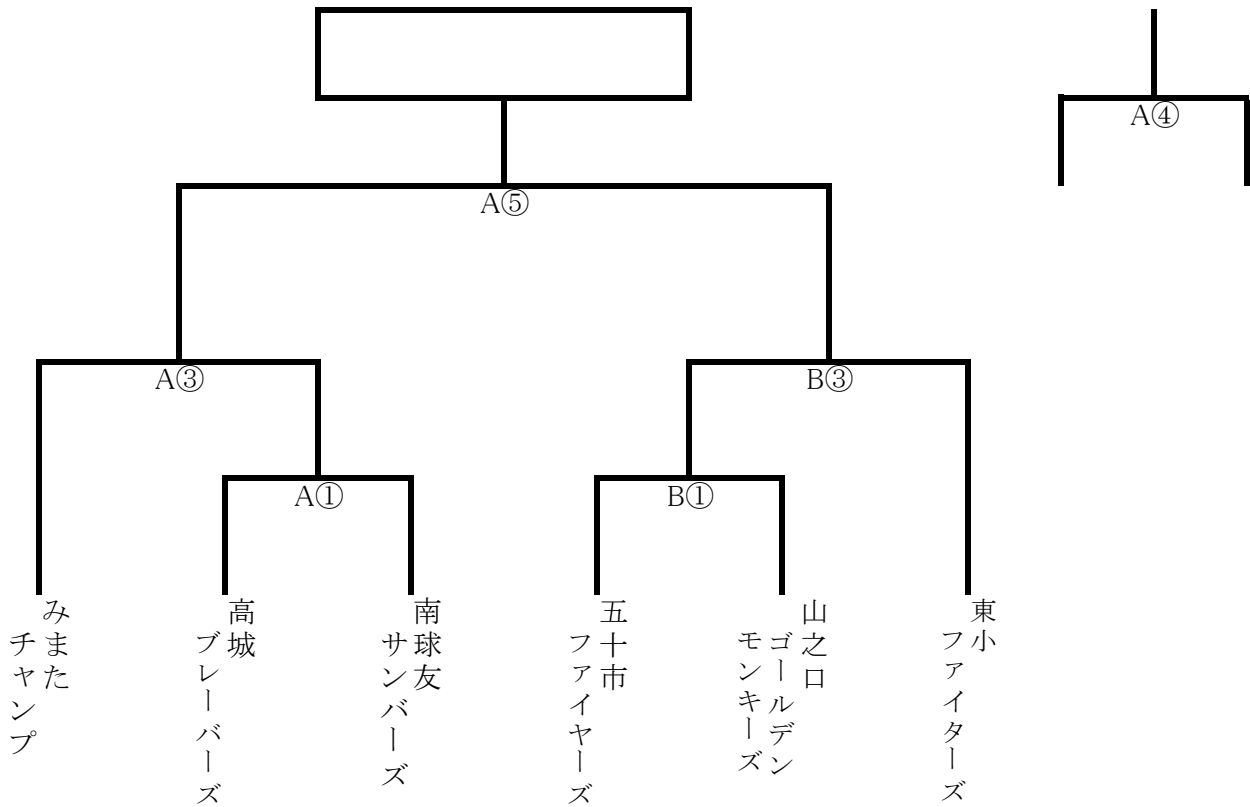 A④
A⑤
A③
B③
A①
B①
みまた
チャンプ
高城
ブレーバーズ
南球友
サンバーズ
五十市
ファイヤーズ
山之口
ゴールデン
モンキーズ
東小
ファイターズ